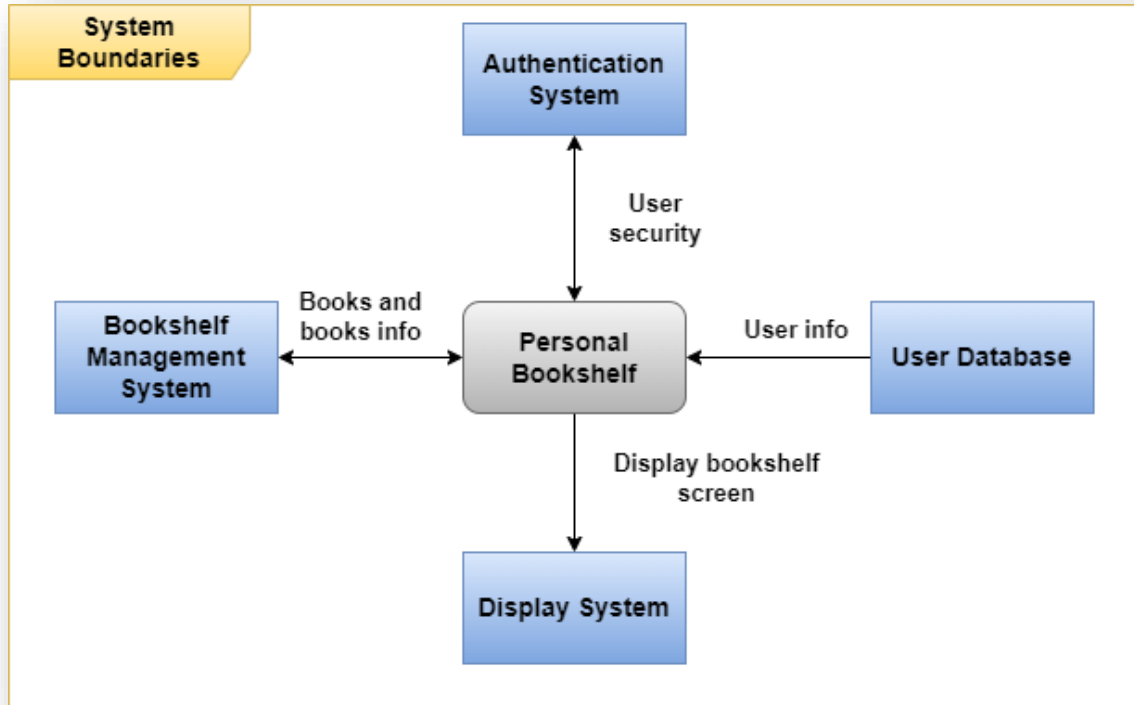 System
Boundaries
Authentication
System
User
security
Books and
books info
Bookshelf
Management
System
Personal
Bookshelf
User info
User Database
Display bookshelf
screen
Display System